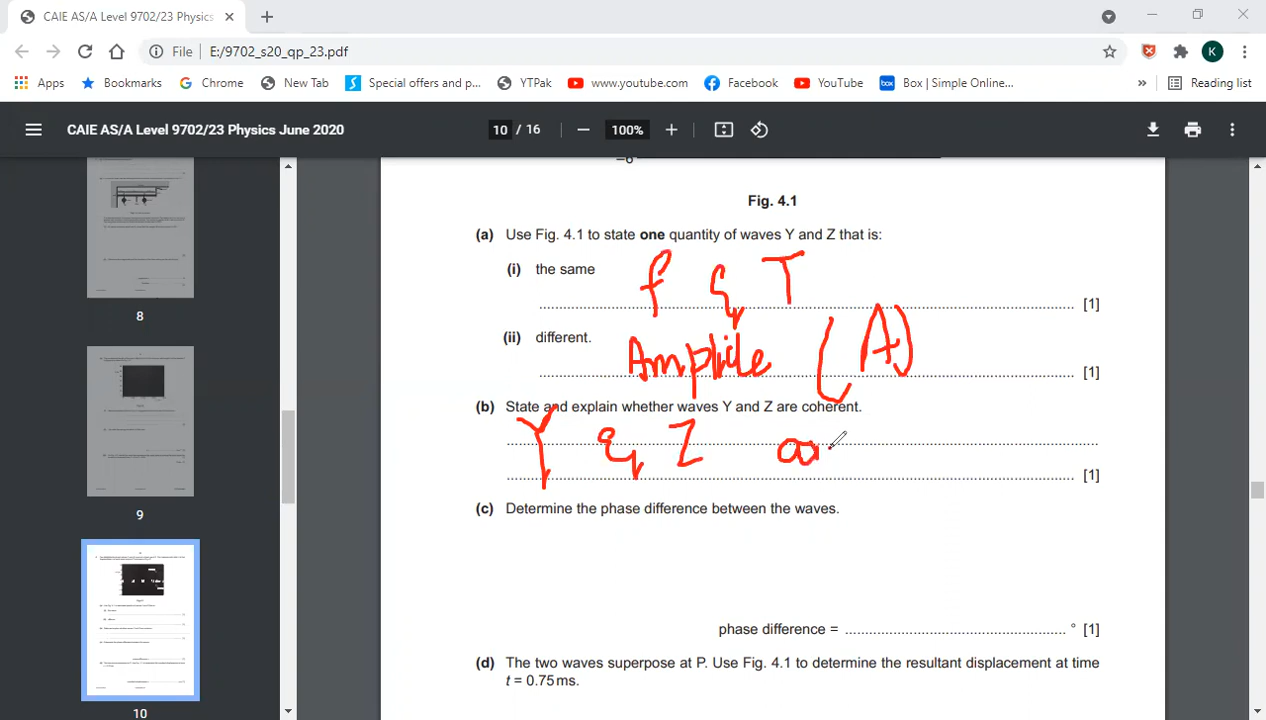 CAIE AS/A Level 9702/23 Physics
File E:/9702_s20_qp_23.pdf
K
Apps Bookmarks Chrome New Tab Special offers and p... YTPak www.youtube.com Facebook YouTube Box | Simple Online... » Reading list
CAIE AS/A Level 9702/23 Physics June 2020
10 / 16
100%
8
9
10
–6
Fig. 4.1
(a) Use Fig. 4.1 to state one quantity of waves Y and Z that is:
(i) the same
f & T
[1]
(ii) different.
(A)
[1]
(b) State and explain whether waves Y and Z are coherent.
Y & Z
[1]
(c) Determine the phase difference between the waves.
phase difference = ° [1]
(d) The two waves superpose at P. Use Fig. 4.1 to determine the resultant displacement at time
t = 0.75 ms.